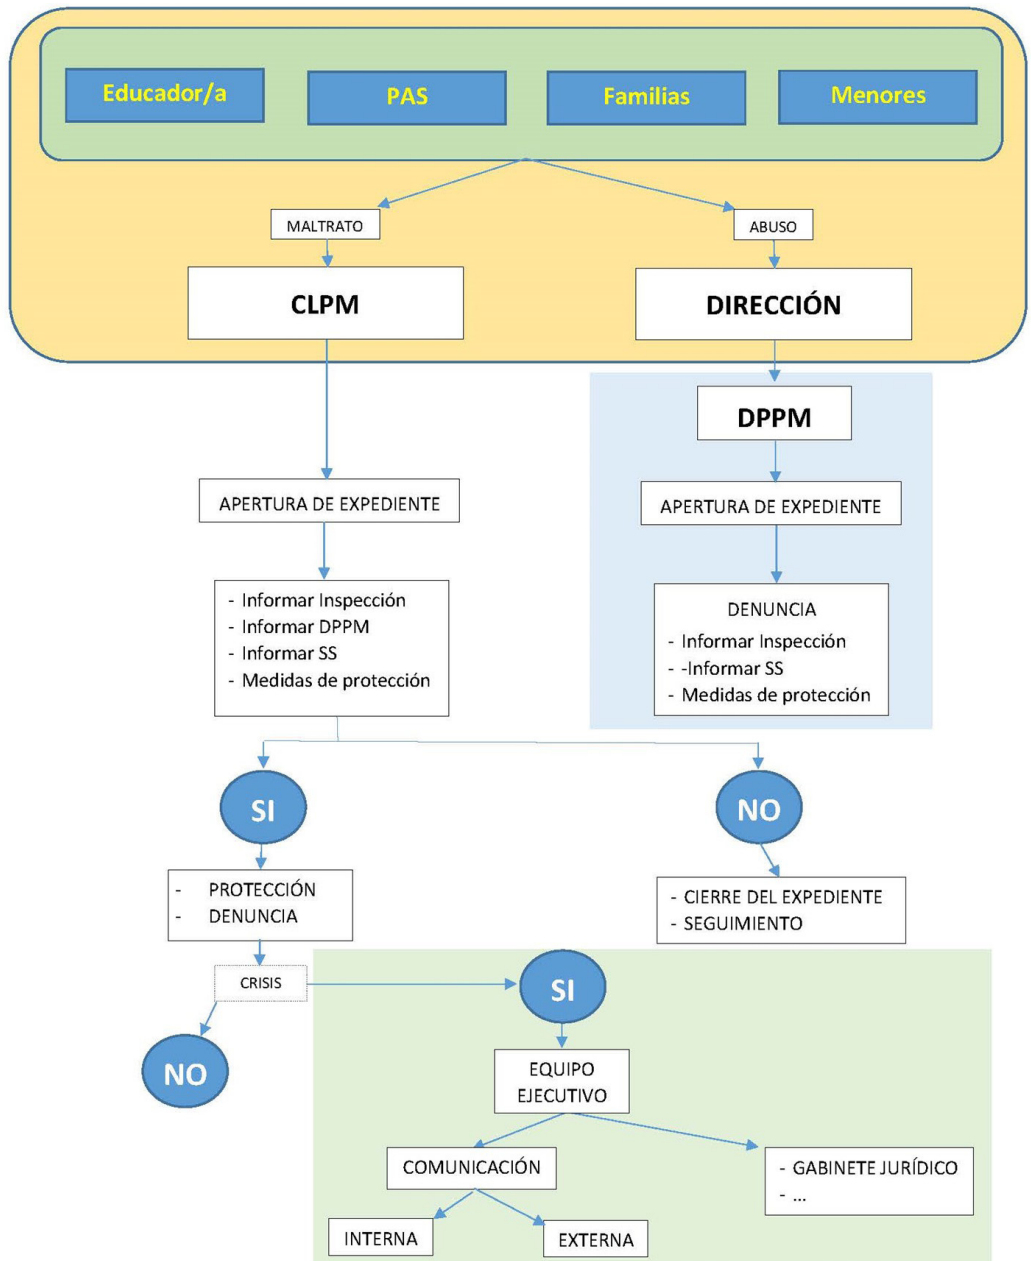 Educador/a
PAS
Familias
Menores
MALTRATO
ABUSO
CLPM
DIRECCIÓN
DPPM
APERTURA DE EXPEDIENTE
APERTURA DE EXPEDIENTE
- Informar Inspección
- Informar DPPM
- Informar SS
- Medidas de protección
DENUNCIA
- Informar Inspección
- -Informar SS
- Medidas de protección
SI
NO
- PROTECCIÓN
- DENUNCIA
- CIERRE DEL EXPEDIENTE
- SEGUIMIENTO
CRISIS
SI
NO
EQUIPO
EJECUTIVO
COMUNICACIÓN
- GABINETE JURÍDICO
- ...
INTERNA
EXTERNA